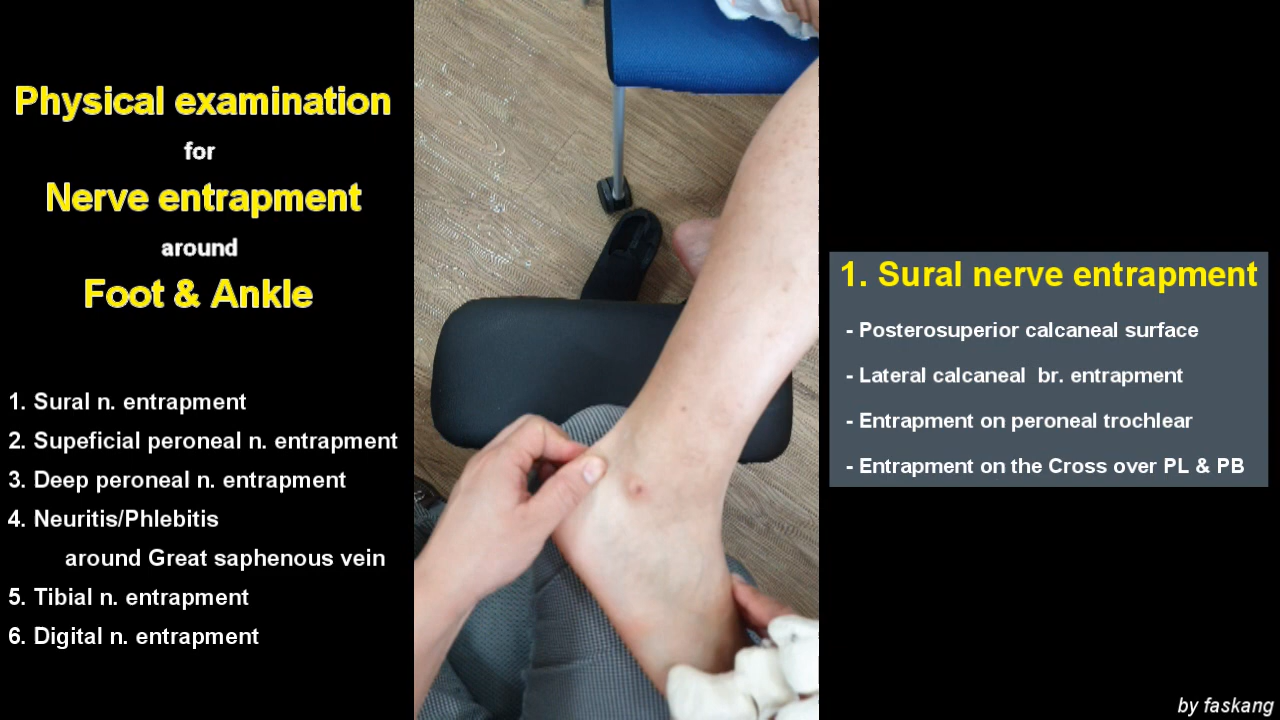 Physical examination
for
Nerve entrapment
around
Foot & Ankle
1. Sural n. entrapment
2. Supeficial peroneal n. entrapment
3. Deep peroneal n. entrapment
4. Neuritis/Phlebitis
around Great saphenous vein
5. Tibial n. entrapment
6. Digital n. entrapment
1. Sural nerve entrapment
- Posterosuperior calcaneal surface
- Lateral calcaneal br. entrapment
- Entrapment on peroneal trochlear
- Entrapment on the Cross over PL & PB
by faskang